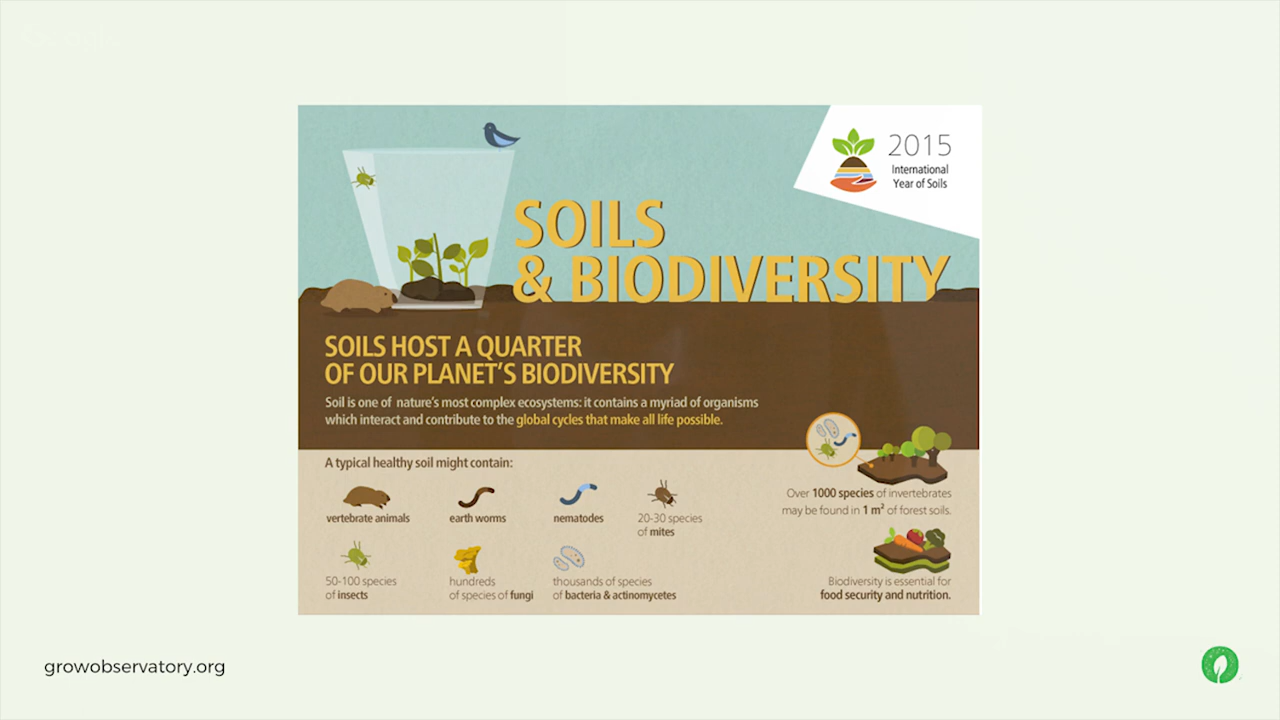 2015
International
Year of Soils
SOILS
& BIODIVERSITY
SOILS HOST A QUARTER
OF OUR PLANET'S BIODIVERSITY
Soil is one of nature's most complex ecosystems: it contains a myriad of organisms
which interact and contribute to the global cycles that make all life possible.
A typical healthy soil might contain:
vertebrate animals
earth worms
nematodes
20-30 species
of mites
50-100 species
of insects
hundreds
of species of fungi
thousands of species
of bacteria & actinomycetes
Over 1000 species of invertebrates
may be found in 1 m² of forest soils.
Biodiversity is essential for
food security and nutrition.
growobservatory.org